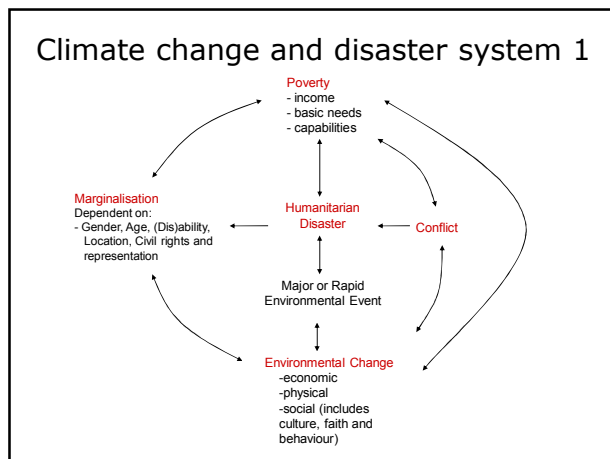 Climate change and disaster system 1
Poverty
- income
- basic needs
- capabilities
Marginalisation
Dependent on:
- Gender, Age, (Dis)ability,
Location, Civil rights and
representation
Humanitarian
Disaster
Conflict
Major or Rapid
Environmental Event
Environmental Change
-economic
-physical
-social (includes
culture, faith and
behaviour)